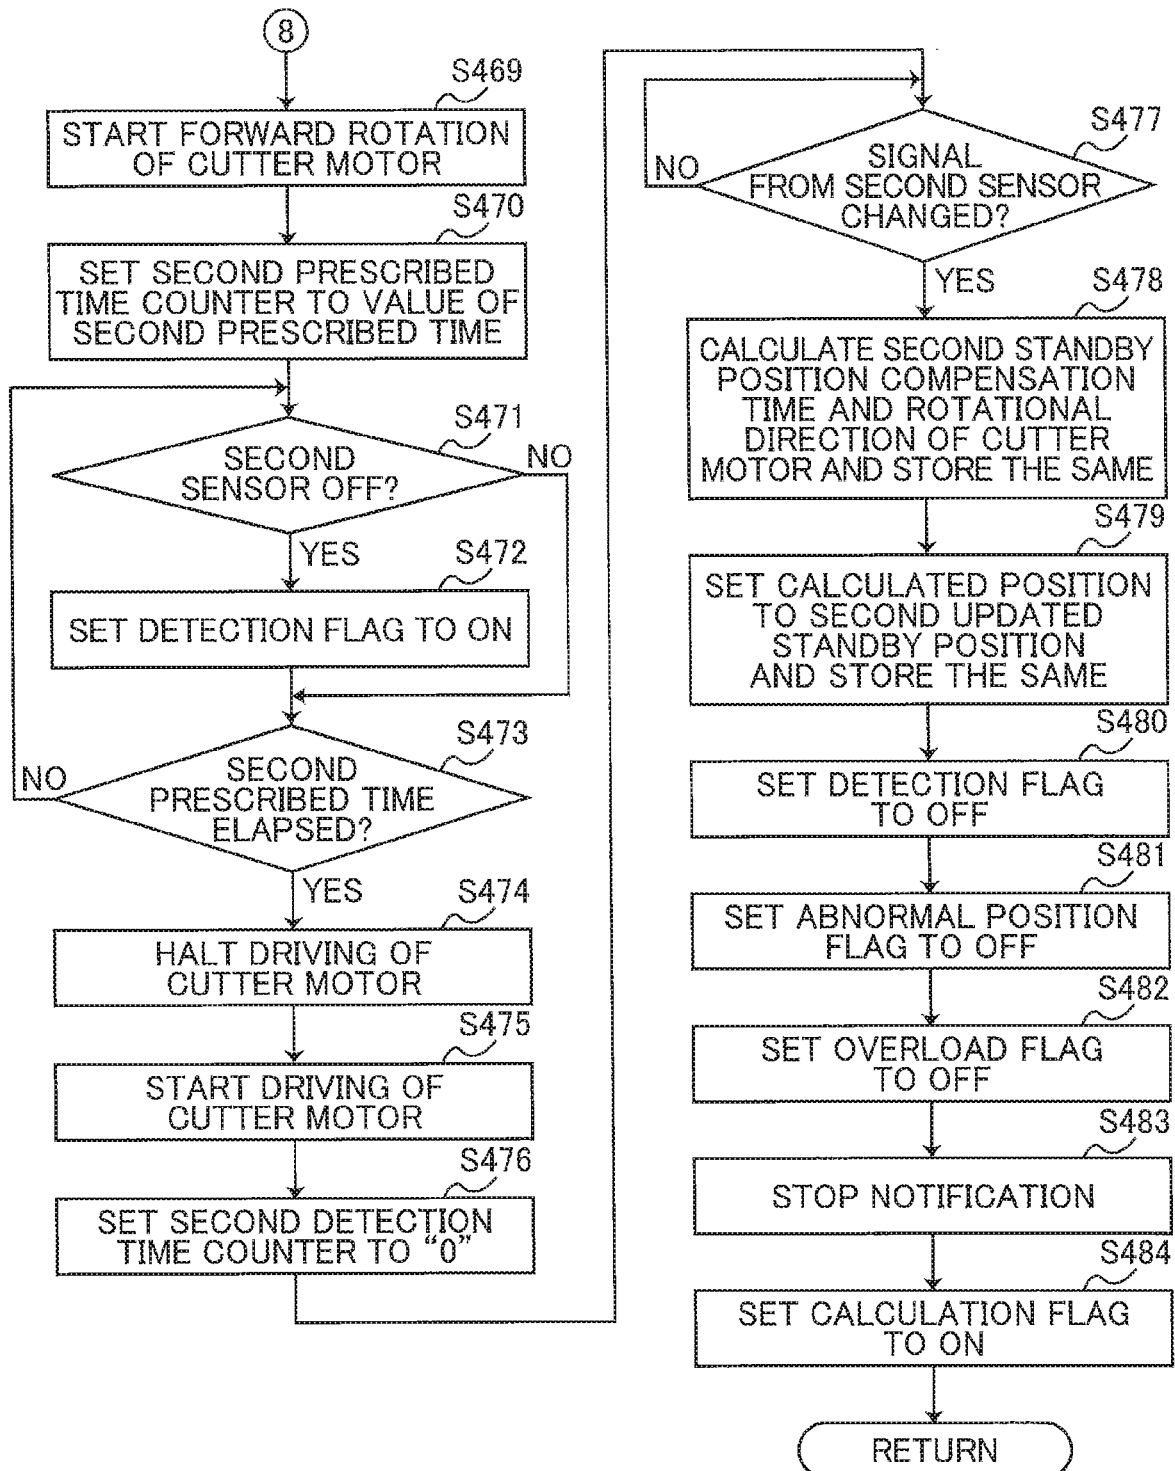 8
S469
START FORWARD ROTATION
OF CUTTER MOTOR
S470
SET SECOND PRESCRIBED
TIME COUNTER TO VALUE OF
SECOND PRESCRIBED TIME
S471
SECOND
SENSOR OFF?
NO
YES
S472
SET DETECTION FLAG TO ON
S473
SECOND
PRESCRIBED TIME
ELAPSED?
NO
YES
S474
HALT DRIVING OF
CUTTER MOTOR
S475
START DRIVING OF
CUTTER MOTOR
S476
SET SECOND DETECTION
TIME COUNTER TO “0”
S477
SIGNAL
FROM SECOND SENSOR
CHANGED?
NO
YES
S478
CALCULATE SECOND STANDBY
POSITION COMPENSATION
TIME AND ROTATIONAL
DIRECTION OF CUTTER
MOTOR AND STORE THE SAME
S479
SET CALCULATED POSITION
TO SECOND UPDATED
STANDBY POSITION
AND STORE THE SAME
S480
SET DETECTION FLAG
TO OFF
S481
SET ABNORMAL POSITION
FLAG TO OFF
S482
SET OVERLOAD FLAG
TO OFF
S483
STOP NOTIFICATION
S484
SET CALCULATION FLAG
TO ON
RETURN